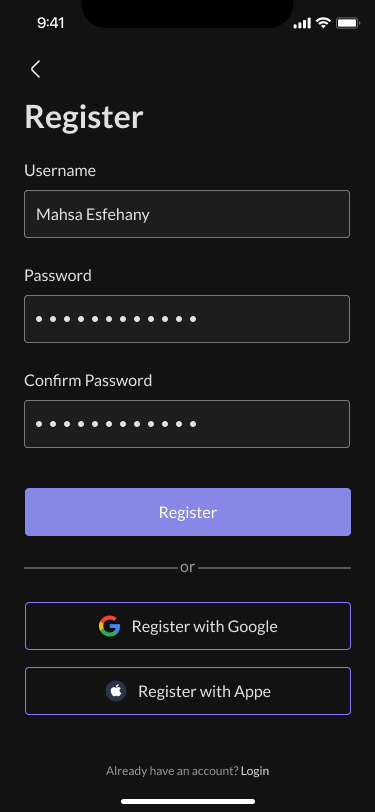 9:41
Register
Username
Mahsa Esfehany
Password
Confirm Password
Register
or
Register with Google
Register with Appe
Already have an account? Login